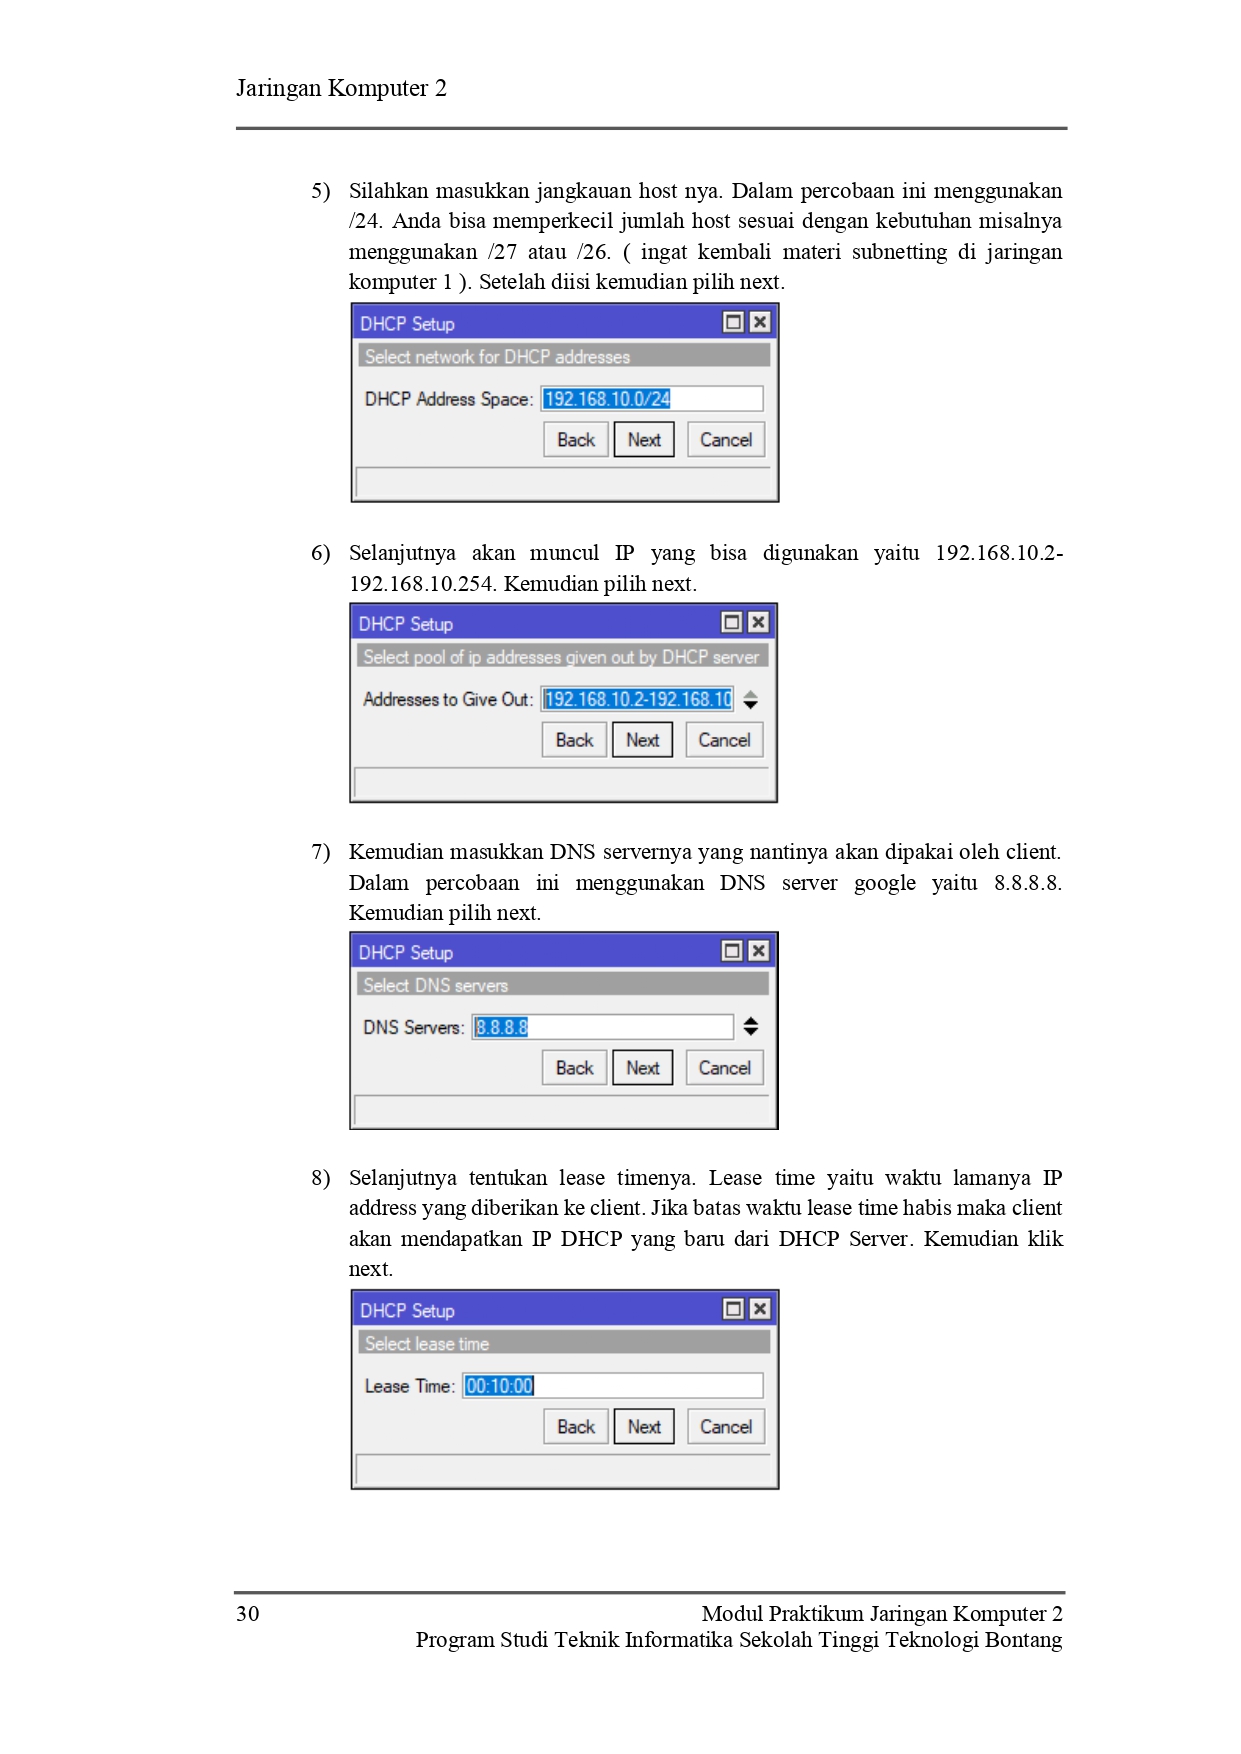 Jaringan Komputer 2
5) Silahkan masukkan jangkauan host nya. Dalam percobaan ini menggunakan
/24. Anda bisa memperkecil jumlah host sesuai dengan kebutuhan misalnya
menggunakan /27 atau /26. ( ingat kembali materi subnetting di jaringan
komputer 1 ). Setelah diisi kemudian pilih next.
DHCP Setup
Select network for DHCP addresses
DHCP Address Space: 192.168.10.0/24
Back Next Cancel
6) Selanjutnya akan muncul IP yang bisa digunakan yaitu 192.168.10.2-
192.168.10.254. Kemudian pilih next.
DHCP Setup
Select pool of ip addresses given out by DHCP server
Addresses to Give Out: 192.168.10.2-192.168.10
Back Next Cancel
7) Kemudian masukkan DNS servernya yang nantinya akan dipakai oleh client.
Dalam percobaan ini menggunakan DNS server google yaitu 8.8.8.8.
Kemudian pilih next.
DHCP Setup
Select DNS servers
DNS Servers: 8.8.8.8
Back Next Cancel
8) Selanjutnya tentukan lease timenya. Lease time yaitu waktu lamanya IP
address yang diberikan ke client. Jika batas waktu lease time habis maka client
akan mendapatkan IP DHCP yang baru dari DHCP Server. Kemudian klik
next.
DHCP Setup
Select lease time
Lease Time: 00:10:00
Back Next Cancel
30 Modul Praktikum Jaringan Komputer 2
Program Studi Teknik Informatika Sekolah Tinggi Teknologi Bontang